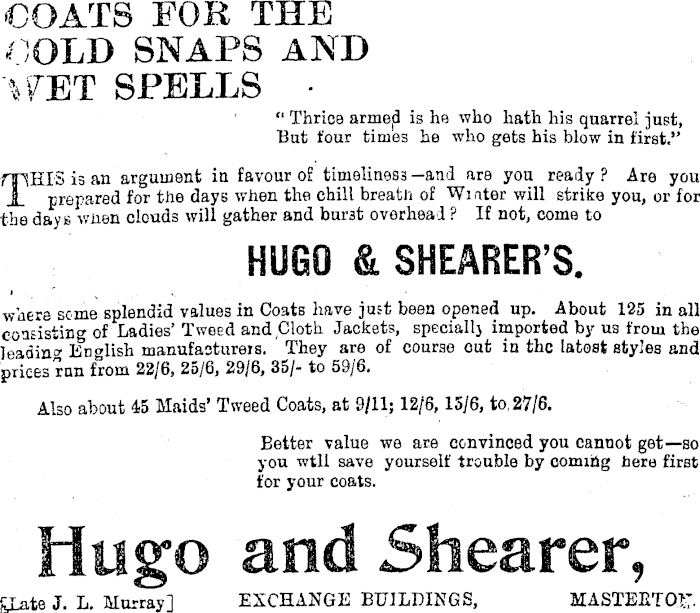 COATS FOR THE
COLD SNAPS AND
WET SPELLS
"Thrice armed is he who hath his quarrel just,
But four times he who gets his blow in first."
THIS is an argument in favour of timeliness—and are you ready? Are you
prepared for the days when the chill breath of Winter will strike you, or for
the days when clouds will gather and burst overhead? If not, come to
HUGO & SHEARER'S.
where some splendid values in Coats have just been opened up. About 125 in all
consisting of Ladies' Tweed and Cloth Jackets, specially imported by us from the
leading English manufacturers. They are of course cut in the latest styles and
prices run from 22/6, 25/6, 29/6, 35/- to 59/6.
Also about 45 Maids' Tweed Coats, at 9/11; 12/6, 15/6, to 27/6.
Better value we are convinced you cannot get—so
you wtll save yourself trouble by coming here first
for your coats.
Hugo and Shearer,
[Late J. L. Murray] EXCHANGE BUILDINGS, MASTERTON.